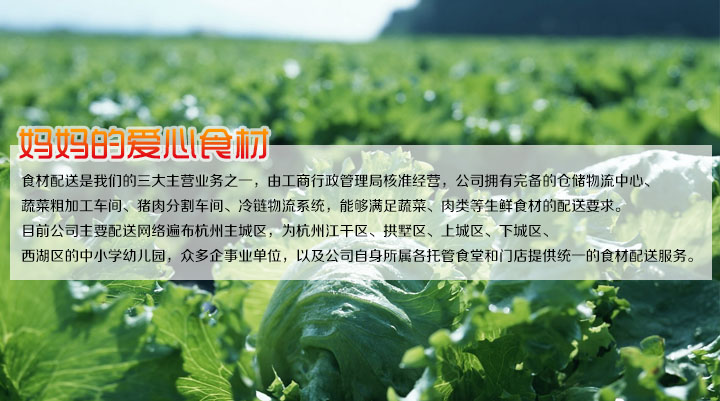 妈妈的爱心食材
食材配送是我们的三大主营业务之一，由工商行政管理局核准经营，公司拥有完备的仓储物流中心、
蔬菜粗加工车间、猪肉分割车间、冷链物流系统，能够满足蔬菜、肉类等生鲜食材的配送要求。
目前公司主要配送网络遍布杭州主城区，为杭州江干区、拱墅区、上城区、下城区、
西湖区的中小学幼儿园，众多企事业单位，以及公司自身所属各托管食堂和门店提供统一的食材配送服务。